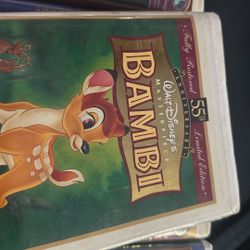 Fully Restored 55th Limited Edition
ANNIVERSARY
WALT DISNEY'S
MASTERPIECE
BAMBI